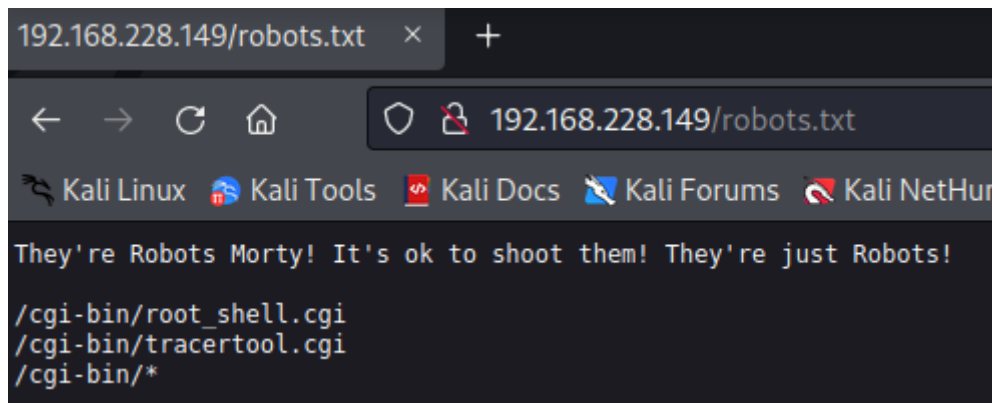 192.168.228.149/robots.txt × +
192.168.228.149/robots.txt
Kali Linux Kali Tools Kali Docs Kali Forums Kali NetHun
They're Robots Morty! It's ok to shoot them! They're just Robots!
/cgi-bin/root_shell.cgi
/cgi-bin/tracertool.cgi
/cgi-bin/*